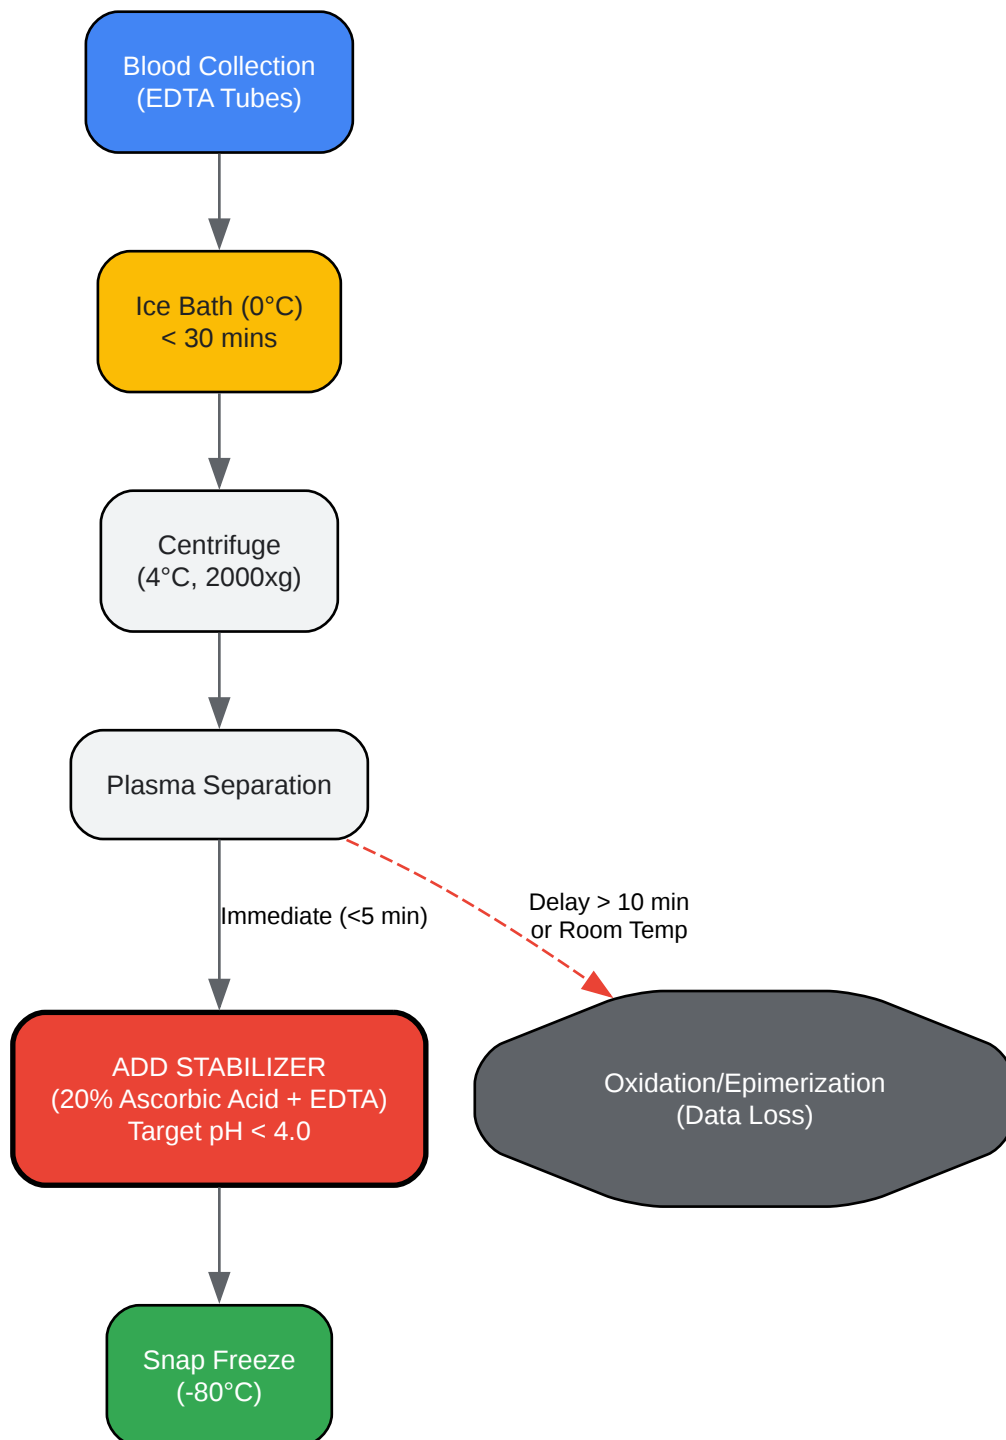 Blood Collection
(EDTA Tubes)
Ice Bath (0°C)
< 30 mins
Centrifuge
(4°C, 2000xg)
Plasma Separation
Immediate (<5 min)
Delay > 10 min
or Room Temp
ADD STABILIZER
(20% Ascorbic Acid + EDTA)
Target pH < 4.0
Oxidation/Epimerization
(Data Loss)
Snap Freeze
(-80°C)